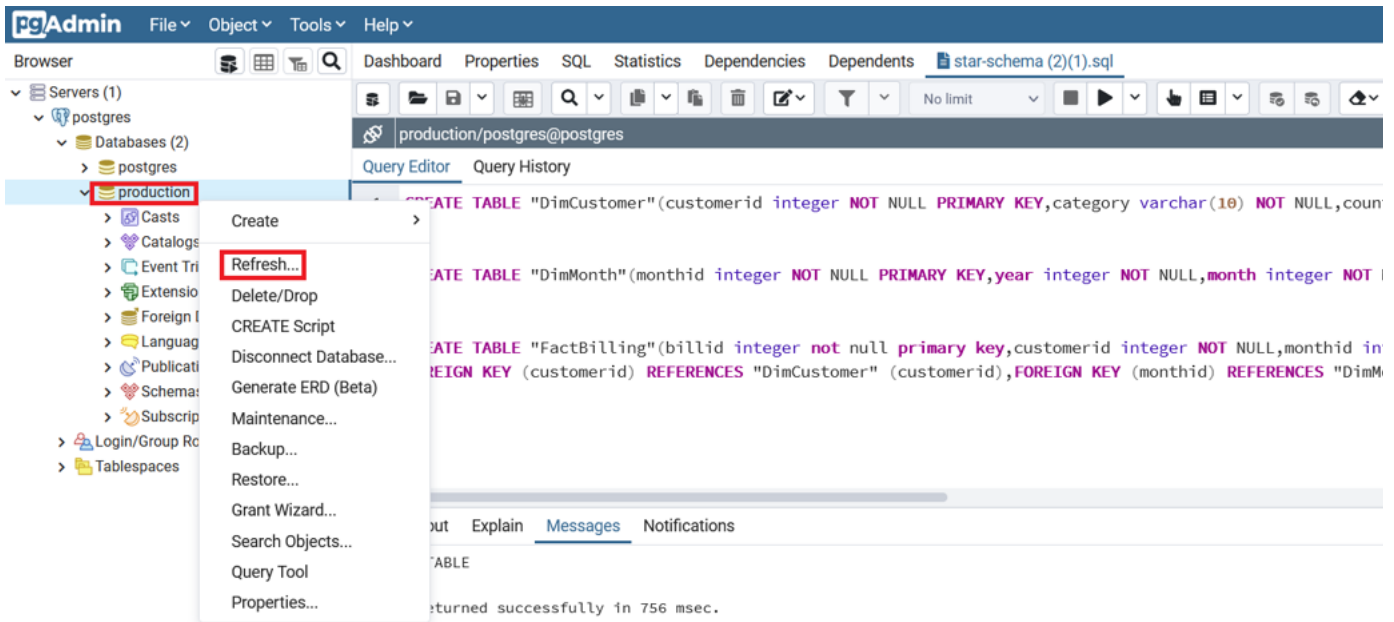 pgAdmin File Object Tools Help
Browser
Dashboard Properties SQL Statistics Dependencies Dependents star-schema (2)(1).sql
No limit
production/postgres@postgres
Query Editor Query History
Servers (1)
postgres
Databases (2)
postgres
production
Casts
Catalogs
Event Tri
Extensio
Foreign
Languag
Publicati
Schemas
Subscrip
Login/Group Ro
Tablespaces
Create
Refresh...
Delete/Drop
CREATE Script
Disconnect Database...
Generate ERD (Beta)
Maintenance...
Backup...
Restore...
Grant Wizard...
Search Objects...
Query Tool
Properties...
CREATE TABLE "DimCustomer"(customerid integer NOT NULL PRIMARY KEY,category varchar(10) NOT NULL,coun
EATE TABLE "DimMonth"(monthid integer NOT NULL PRIMARY KEY,year integer NOT NULL,month integer NOT
EATE TABLE "FactBilling"(billid integer not null primary key,customerid integer NOT NULL,monthid in
REIGN KEY (customerid) REFERENCES "DimCustomer" (customerid),FOREIGN KEY (monthid) REFERENCES "DimM
out Explain Messages Notifications
TABLE
eturned successfully in 756 msec.